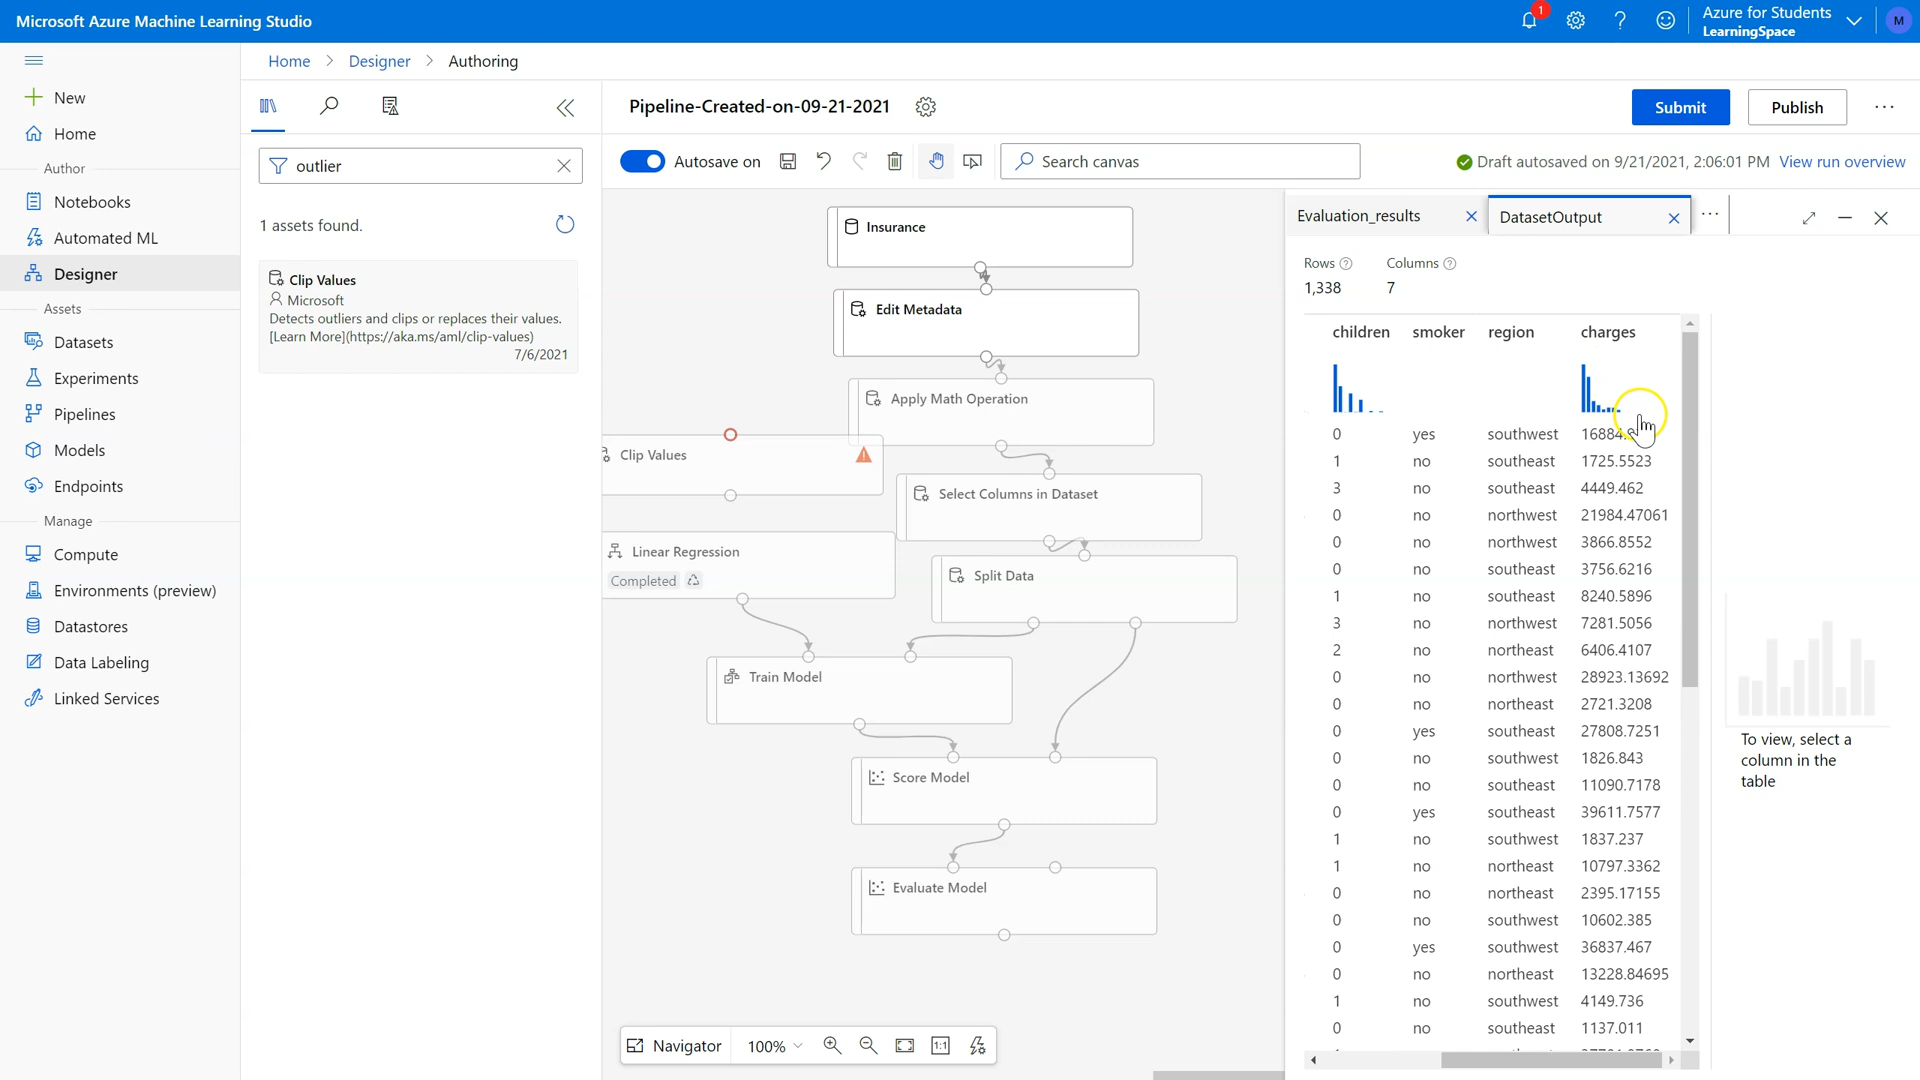 Microsoft Azure Machine Learning Studio
1
Azure for Students
LearningSpace
M
New
Home
Author
Notebooks
Automated ML
Designer
Assets
Datasets
Experiments
Pipelines
Models
Endpoints
Manage
Compute
Environments (preview)
Datastores
Data Labeling
Linked Services
Home > Designer > Authoring
outlier
1 assets found.
Clip Values
Microsoft
Detects outliers and clips or replaces their values.
[Learn More](https://aka.ms/aml/clip-values)
7/6/2021
Pipeline-Created-on-09-21-2021
Submit
Publish
Autosave on
Search canvas
Draft autosaved on 9/21/2021, 2:06:01 PM View run overview
Insurance
Edit Metadata
Apply Math Operation
Clip Values
Select Columns in Dataset
Linear Regression
Completed
Split Data
Train Model
Score Model
Evaluate Model
Navigator 100% 1:1
Evaluation_results
DatasetOutput
Rows Columns
1,338 7
children smoker region charges
0 yes southwest 16884.
1 no southeast 1725.5523
3 no southeast 4449.462
0 no northwest 21984.47061
0 no northwest 3866.8552
0 no southeast 3756.6216
1 no southeast 8240.5896
3 no northwest 7281.5056
2 no northeast 6406.4107
0 no northwest 28923.13692
0 no northeast 2721.3208
0 yes southeast 27808.7251
0 no southwest 1826.843
0 no southeast 11090.7178
0 yes southeast 39611.7577
1 no southwest 1837.237
1 no northeast 10797.3362
0 no northeast 2395.17155
0 no southwest 10602.385
0 yes southwest 36837.467
0 no northeast 13228.84695
1 no southwest 4149.736
0 no southeast 1137.011
To view, select a
column in the
table